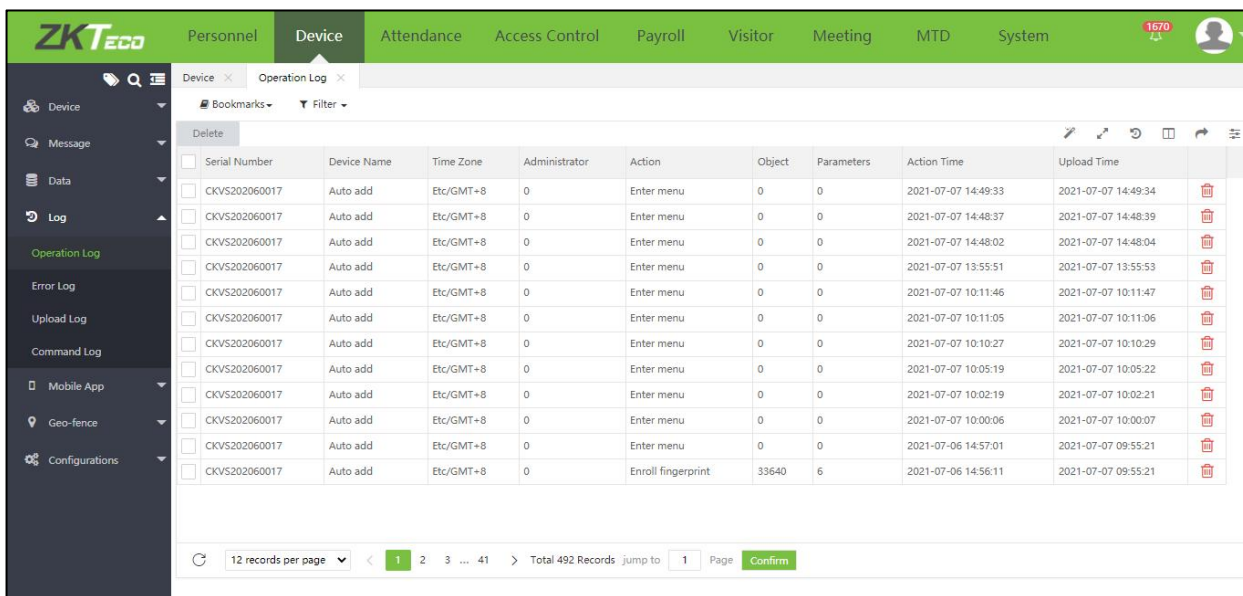 ZKTECO Personnel Device Attendance Access Control Payroll Visitor Meeting MTD System 1670
Device Operation Log
Bookmarks Filter
Delete
Serial Number Device Name Time Zone Administrator Action Object Parameters Action Time Upload Time
CKVS202060017 Auto add Etc/GMT+8 0 Enter menu 0 0 2021-07-07 14:49:33 2021-07-07 14:49:34
CKVS202060017 Auto add Etc/GMT+8 0 Enter menu 0 0 2021-07-07 14:48:37 2021-07-07 14:48:39
CKVS202060017 Auto add Etc/GMT+8 0 Enter menu 0 0 2021-07-07 14:48:02 2021-07-07 14:48:04
CKVS202060017 Auto add Etc/GMT+8 0 Enter menu 0 0 2021-07-07 13:55:51 2021-07-07 13:55:53
CKVS202060017 Auto add Etc/GMT+8 0 Enter menu 0 0 2021-07-07 10:11:46 2021-07-07 10:11:47
CKVS202060017 Auto add Etc/GMT+8 0 Enter menu 0 0 2021-07-07 10:11:05 2021-07-07 10:11:06
CKVS202060017 Auto add Etc/GMT+8 0 Enter menu 0 0 2021-07-07 10:10:27 2021-07-07 10:10:29
CKVS202060017 Auto add Etc/GMT+8 0 Enter menu 0 0 2021-07-07 10:05:19 2021-07-07 10:05:22
CKVS202060017 Auto add Etc/GMT+8 0 Enter menu 0 0 2021-07-07 10:02:19 2021-07-07 10:02:21
CKVS202060017 Auto add Etc/GMT+8 0 Enter menu 0 0 2021-07-07 10:00:06 2021-07-07 10:00:07
CKVS202060017 Auto add Etc/GMT+8 0 Enter menu 0 0 2021-07-06 14:57:01 2021-07-07 09:55:21
CKVS202060017 Auto add Etc/GMT+8 0 Enroll fingerprint 33640 6 2021-07-06 14:56:11 2021-07-07 09:55:21
12 records per page < 1 2 3 ... 41 > Total 492 Records jump to 1 Page Confirm
Device
Message
Data
Log
Operation Log
Error Log
Upload Log
Command Log
Mobile App
Geo-fence
Configurations